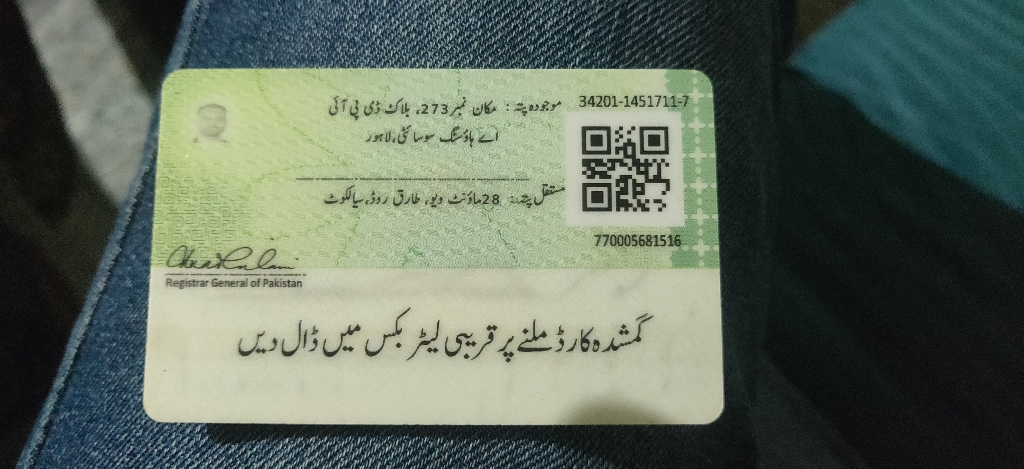 موجودہ پتہ: مکان نمبر 273، بلاک ڈی پی آئی
اے ہاؤسنگ سوسائٹی، لاہور
34201-1451711-7
مستقل پتہ: 28 ماؤنٹ ویو، طارق روڈ، سیالکوٹ
770005681516
Registrar General of Pakistan
گمشدہ کارڈ ملنے پر قریبی لیٹر بکس میں ڈال دیں